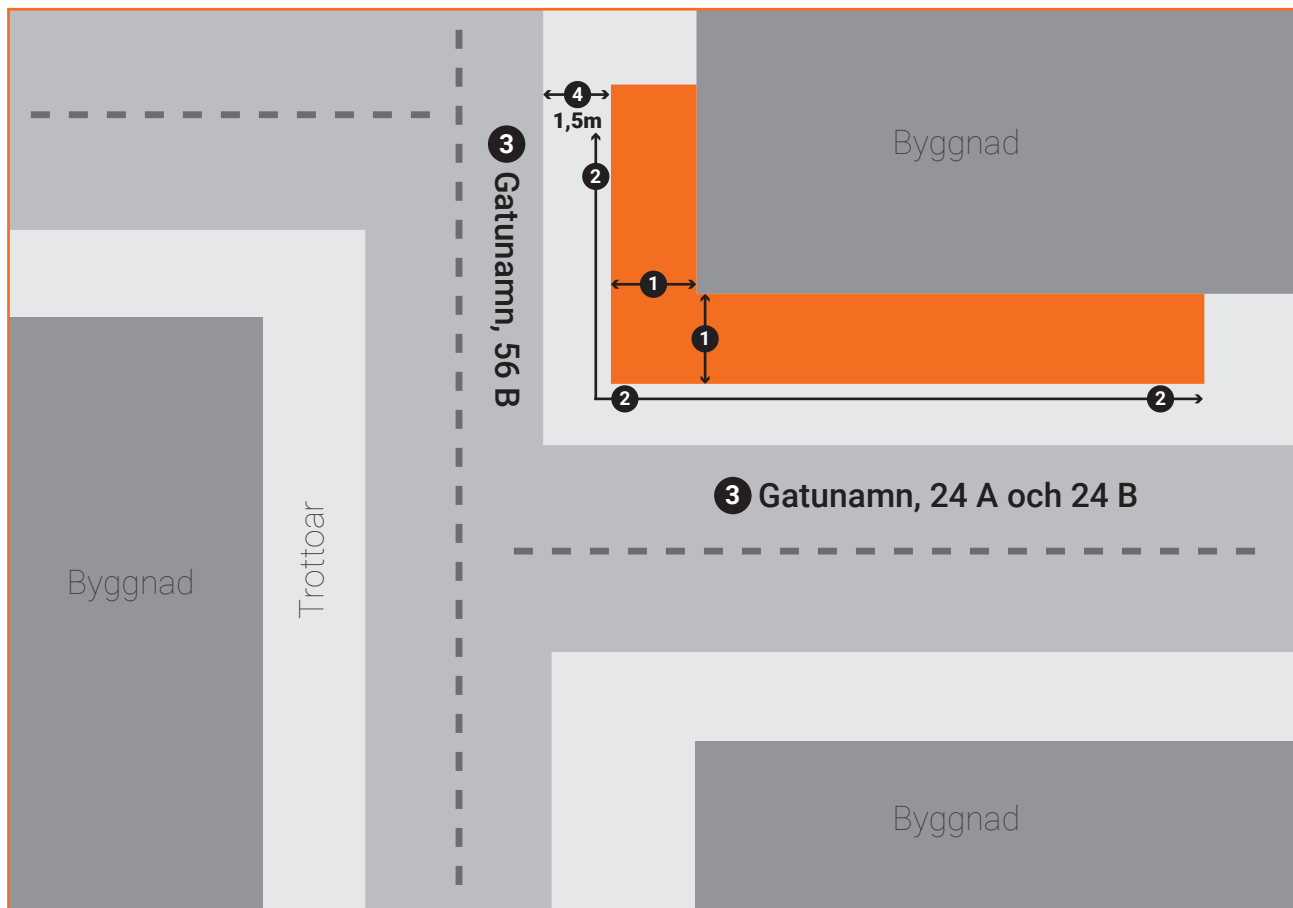 4
1,5m
Byggnad
3 Gatunamn, 56 B
2
1
1
2
2
3 Gatunamn, 24 A och 24 B
Byggnad
Trottoar
Byggnad